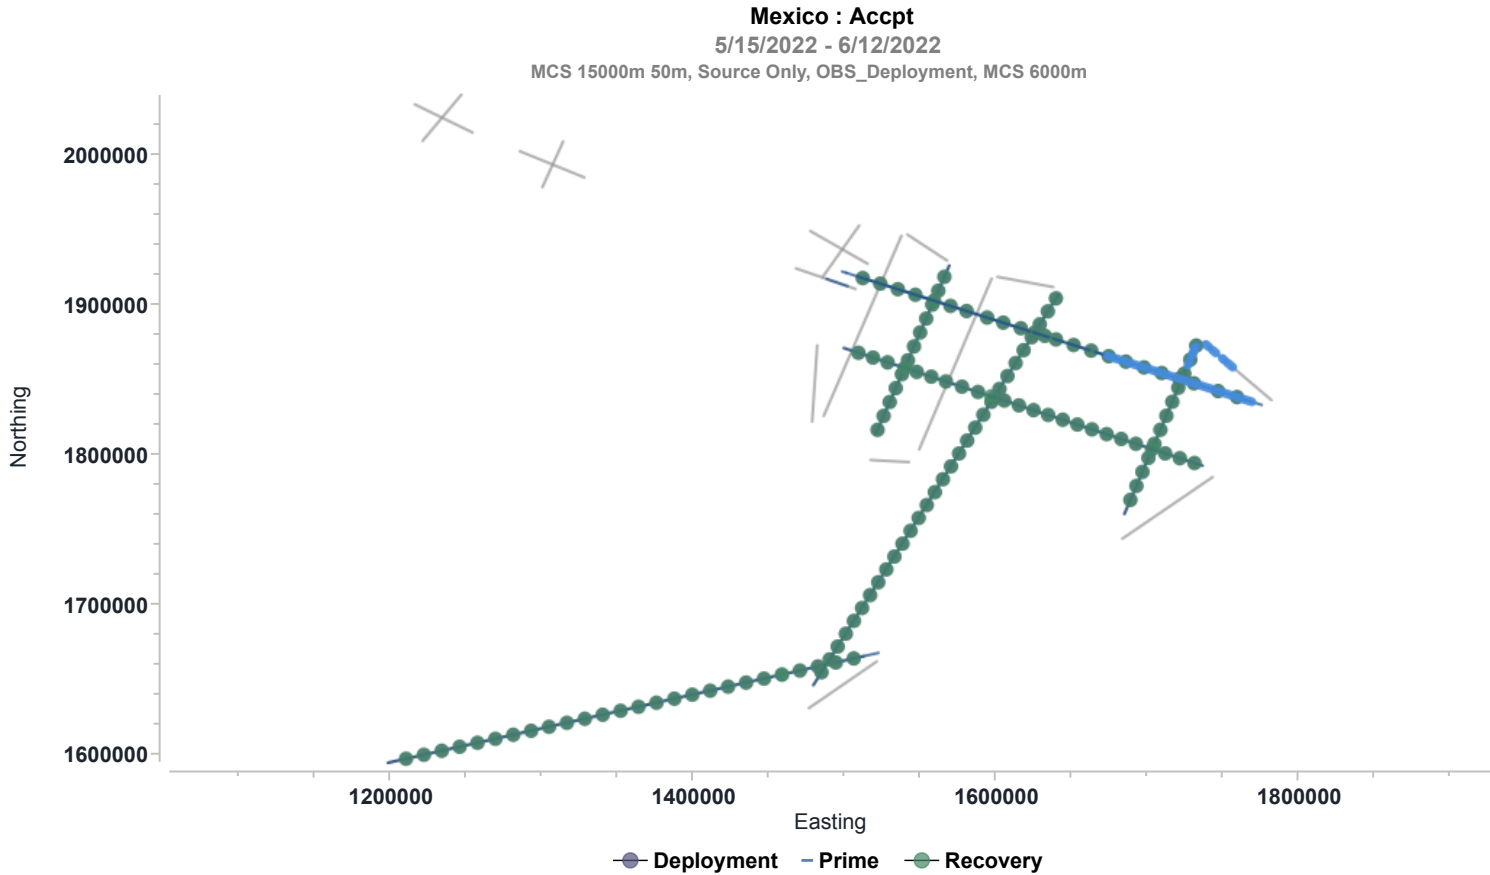 Mexico : Accpt
5/15/2022 - 6/12/2022
MCS 15000m 50m, Source Only, OBS_Deployment, MCS 6000m
2000000
1900000
1800000
1700000
1600000
Northing
1200000 1400000 1600000 1800000
Easting
Deployment Prime Recovery